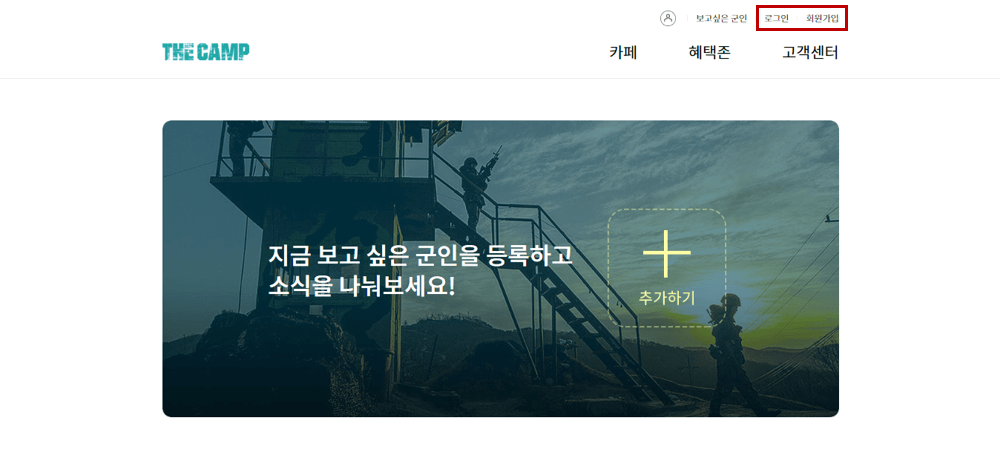 보고싶은 군인 로그인 회원가입
THE CAMP 카페 혜택존 고객센터
지금 보고 싶은 군인을 등록하고
소식을 나눠보세요!
추가하기